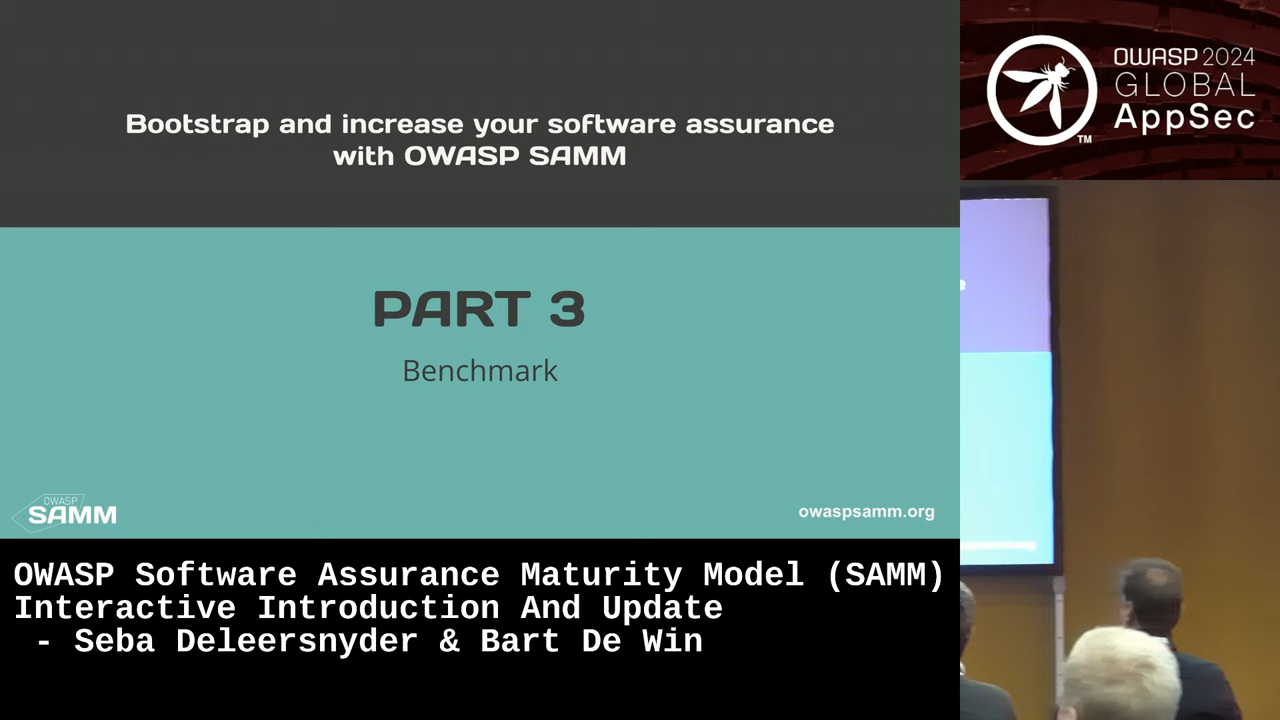 Bootstrap and increase your software assurance
with OWASP SAMM
PART 3
Benchmark
OWASP
SAMM
owaspsamm.org
OWASP 2024
GLOBAL
AppSec
TM
OWASP Software Assurance Maturity Model (SAMM)
Interactive Introduction And Update
- Seba Deleersnyder & Bart De Win